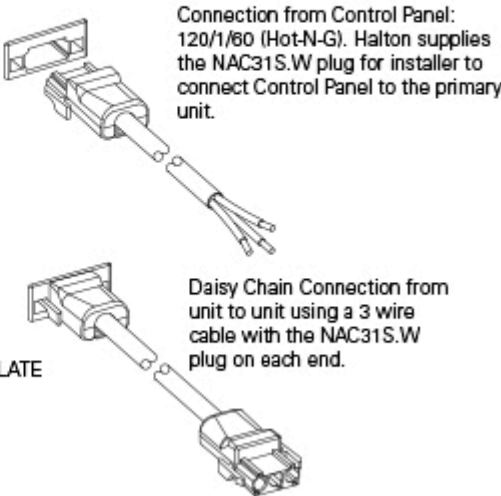 Connection from Control Panel:
120/1/60 (Hot-N-G). Halton supplies
the NAC31S.W plug for installer to
connect Control Panel to the primary
unit.
Daisy Chain Connection from
unit to unit using a 3 wire
cable with the NAC31S.W
plug on each end.
LATE